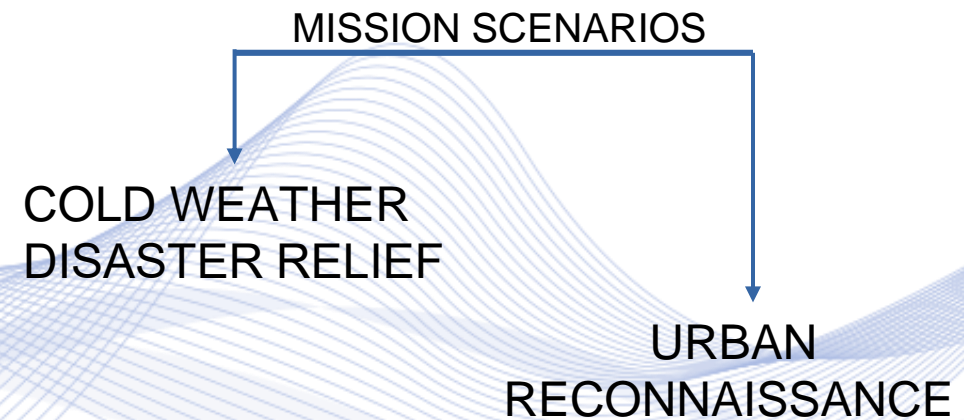 MISSION SCENARIOS
COLD WEATHER
DISASTER RELIEF
URBAN
RECONNAISSANCE